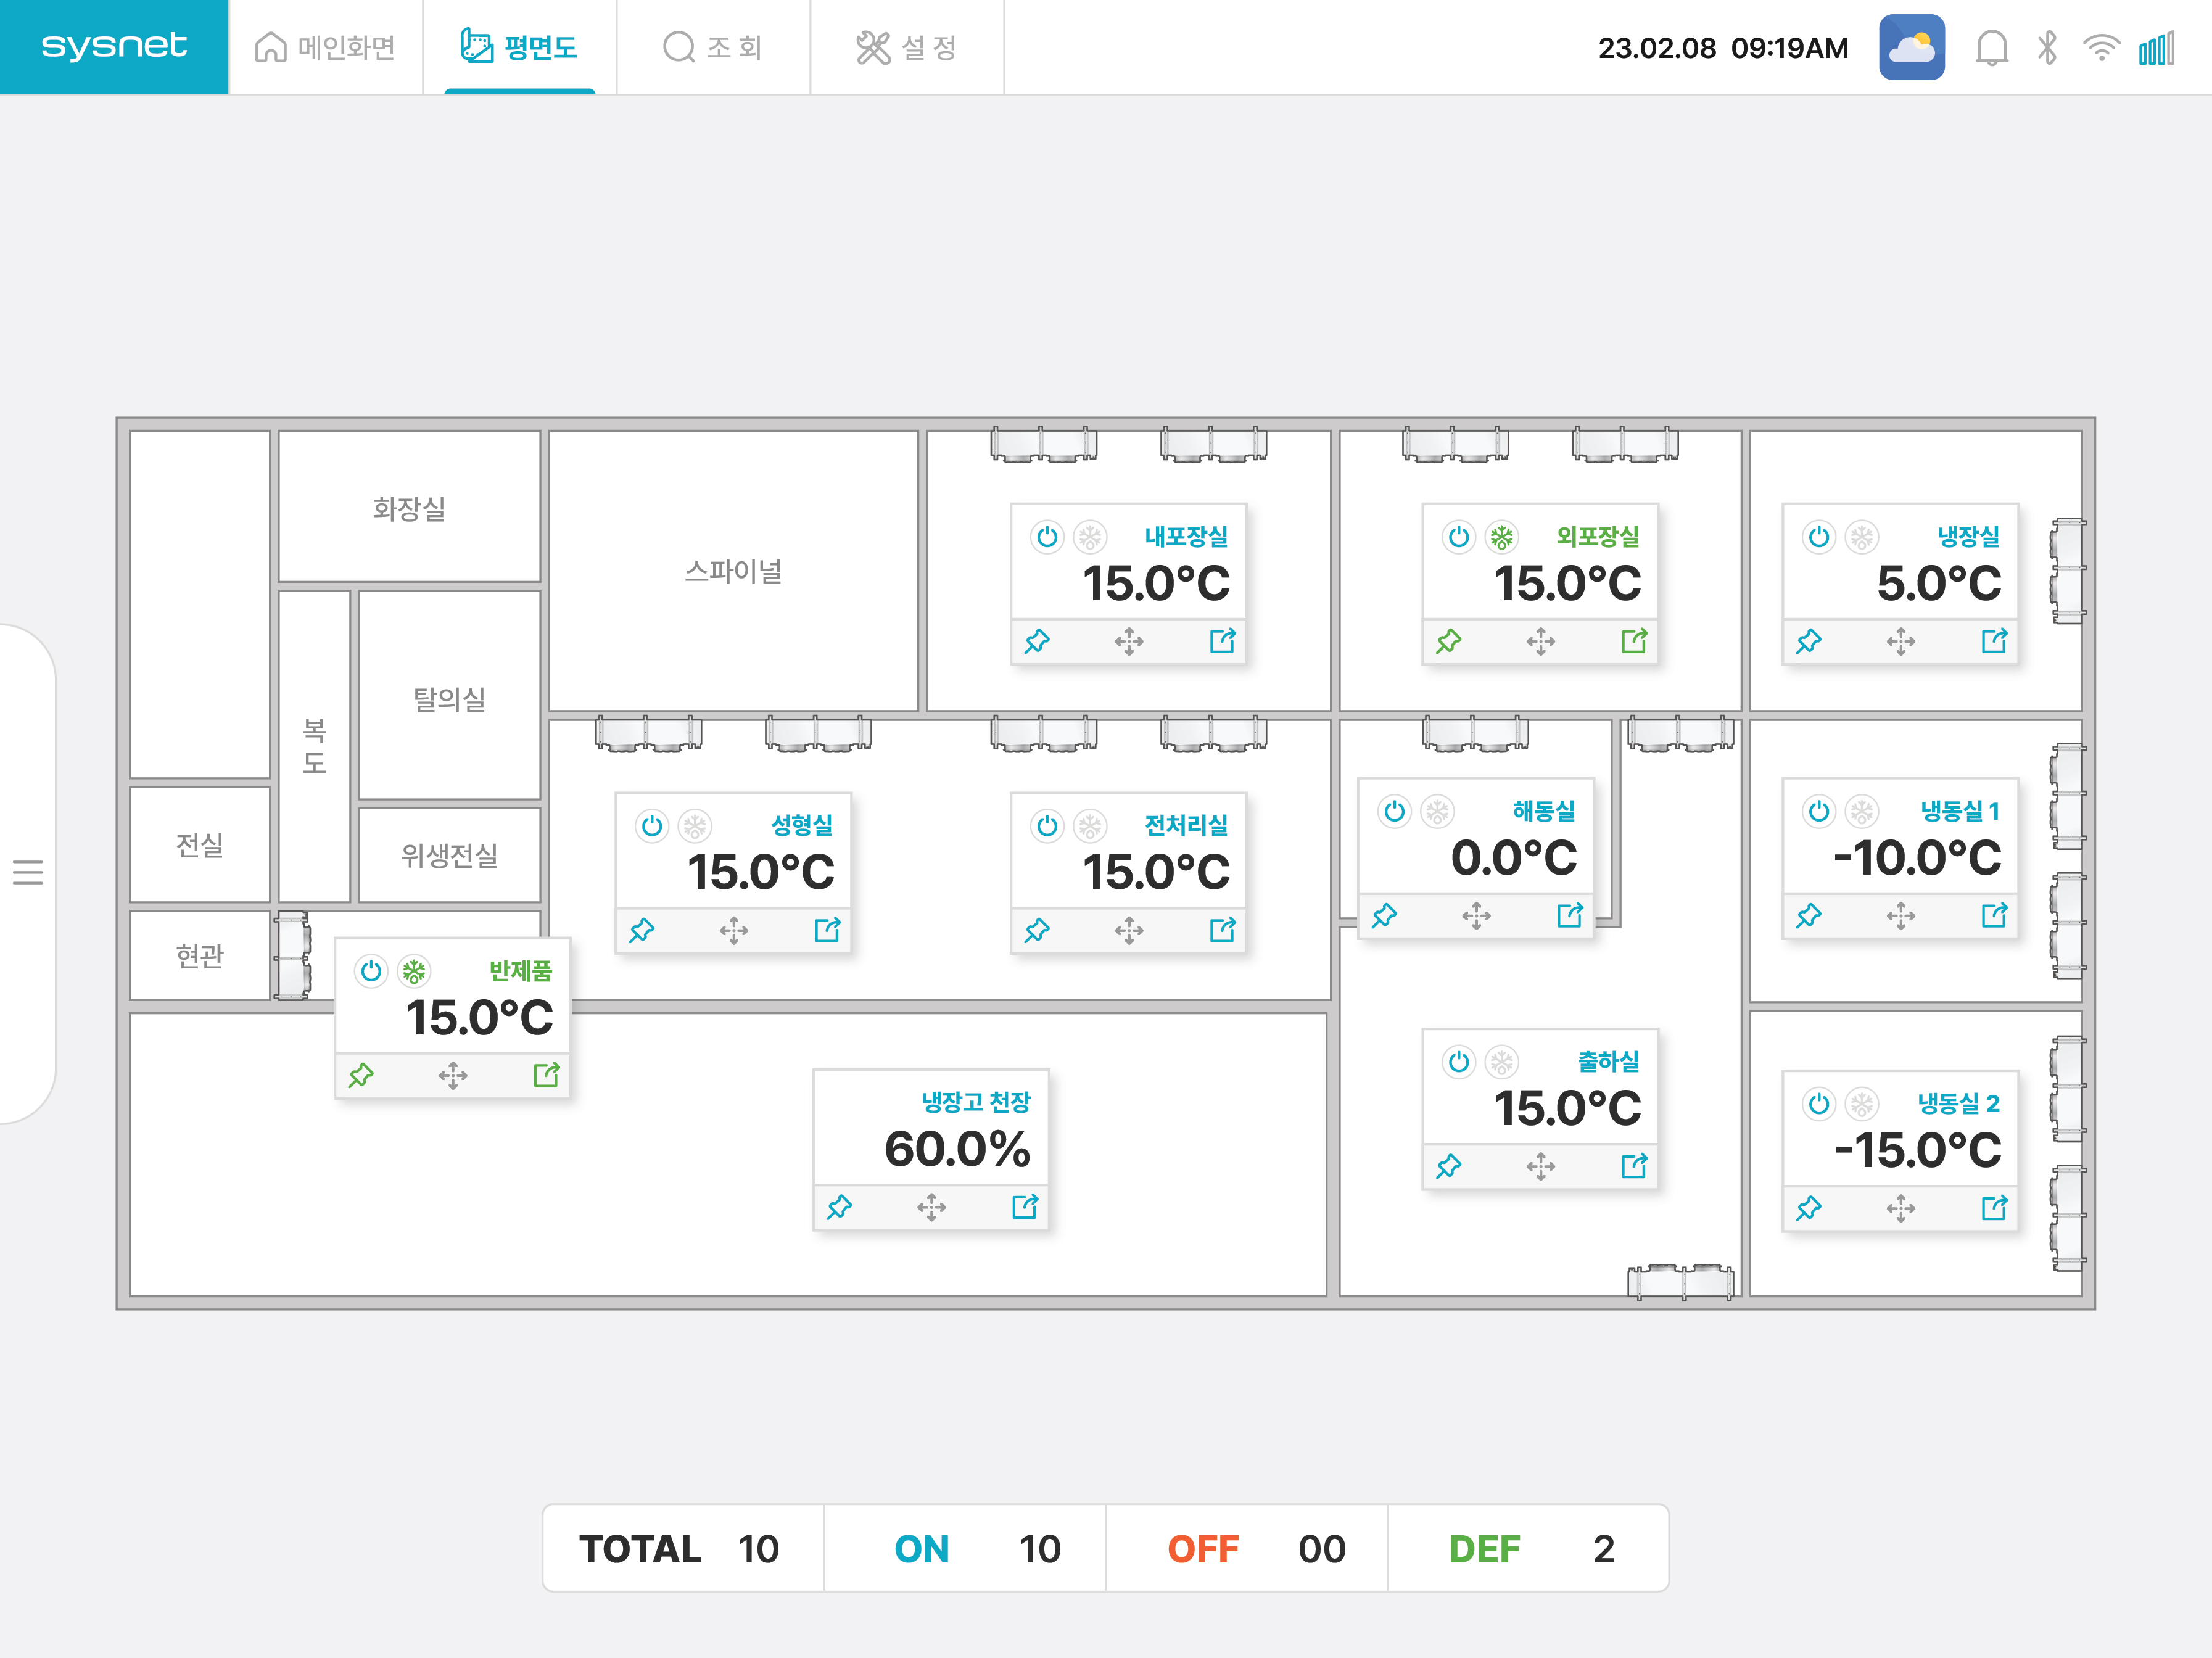 sysnet
메인화면
평면도
조 회
설 정
23.02.08 09:19AM
화장실
스파이널
내포장실
15.0°C
외포장실
15.0°C
냉장실
5.0°C
복
도
탈의실
전실
위생전실
성형실
15.0°C
전처리실
15.0°C
해동실
0.0°C
냉동실 1
-10.0°C
현관
반제품
15.0°C
냉장고 천장
60.0%
출하실
15.0°C
냉동실 2
-15.0°C
TOTAL 10
ON 10
OFF 00
DEF 2